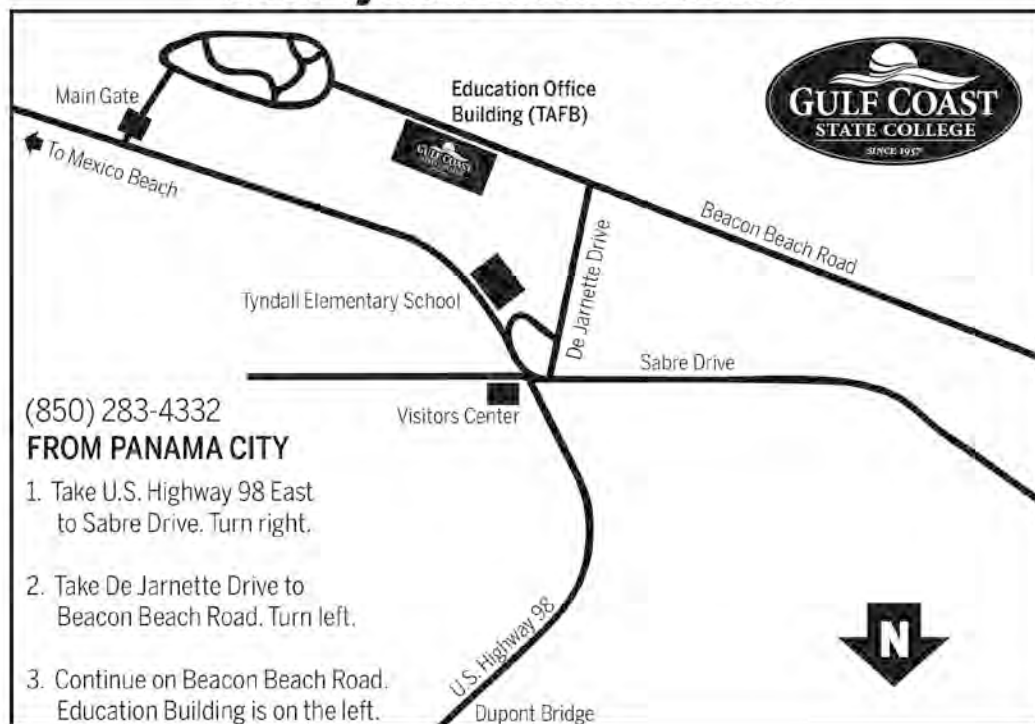 Main Gate
To Mexico Beach
Education Office
Building (TAFB)
GULF COAST
GULF COAST
STATE COLLEGE
SINCE 1957
Beacon Beach Road
De Jarnette Drive
Tyndall Elementary School
Sabre Drive
Visitors Center
(850) 283-4332
FROM PANAMA CITY
1. Take U.S. Highway 98 East
to Sabre Drive. Turn right.
2. Take De Jarnette Drive to
Beacon Beach Road. Turn left.
3. Continue on Beacon Beach Road.
Education Building is on the left.
U.S. Highway 98
Dupont Bridge
N